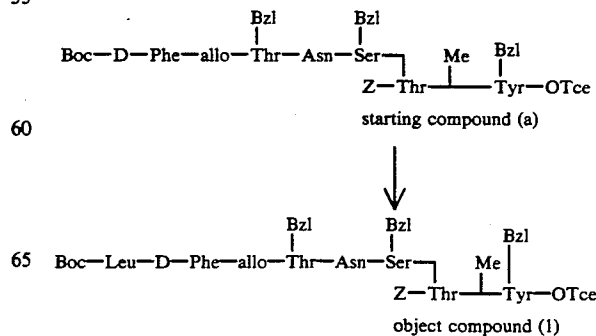 Bzl Bzl
Boc—D—Phe—allo—Thr—Asn—Ser
Me Bzl
Z—Thr Tyr—OTce
starting compound (a)
60
Bzl Bzl
Bzl
65 Boc—Leu—D—Phe—allo—Thr—Asn—Ser
Me
Z—Thr Tyr—OTce
object compound (1)